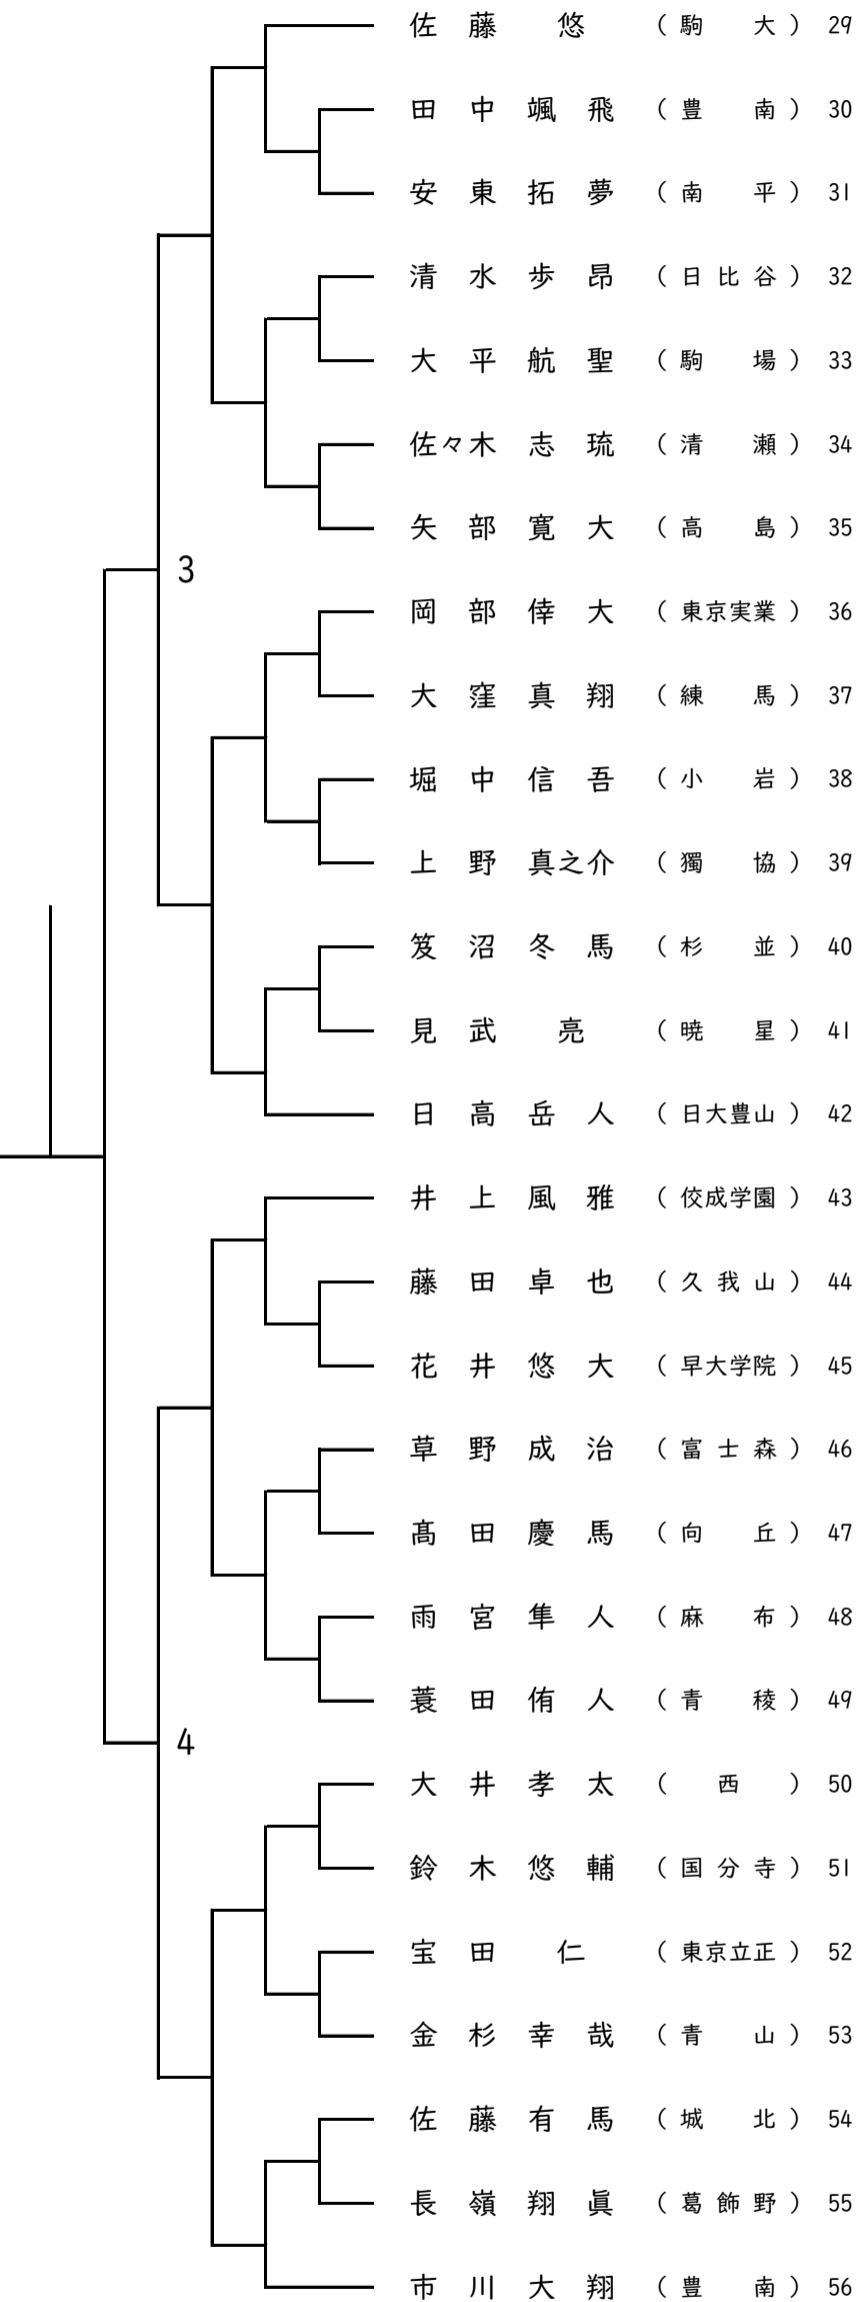 佐藤 悠 (駒大) 29
田中颯飛 (豊南) 30
安東拓夢 (南平) 31
清水歩昂 (日比谷) 32
大平航聖 (駒場) 33
佐々木志琉 (清瀬) 34
矢部寛大 (高島) 35
3
岡部倖大 (東京実業) 36
大窪真翔 (練馬) 37
堀中信吾 (小岩) 38
上野真之介 (獨協) 39
笈沼冬馬 (杉並) 40
見武 亮 (暁星) 41
日高岳人 (日大豊山) 42
井上風雅 (佼成学園) 43
藤田卓也 (久我山) 44
花井悠大 (早大学院) 45
草野成治 (富士森) 46
髙田慶馬 (向丘) 47
雨宮隼人 (麻布) 48
蓑田侑人 (青稜) 49
4
大井孝太 (西) 50
鈴木悠輔 (国分寺) 51
宝田 仁 (東京立正) 52
金杉幸哉 (青山) 53
佐藤有馬 (城北) 54
長嶺翔眞 (葛飾野) 55
市川大翔 (豊南) 56